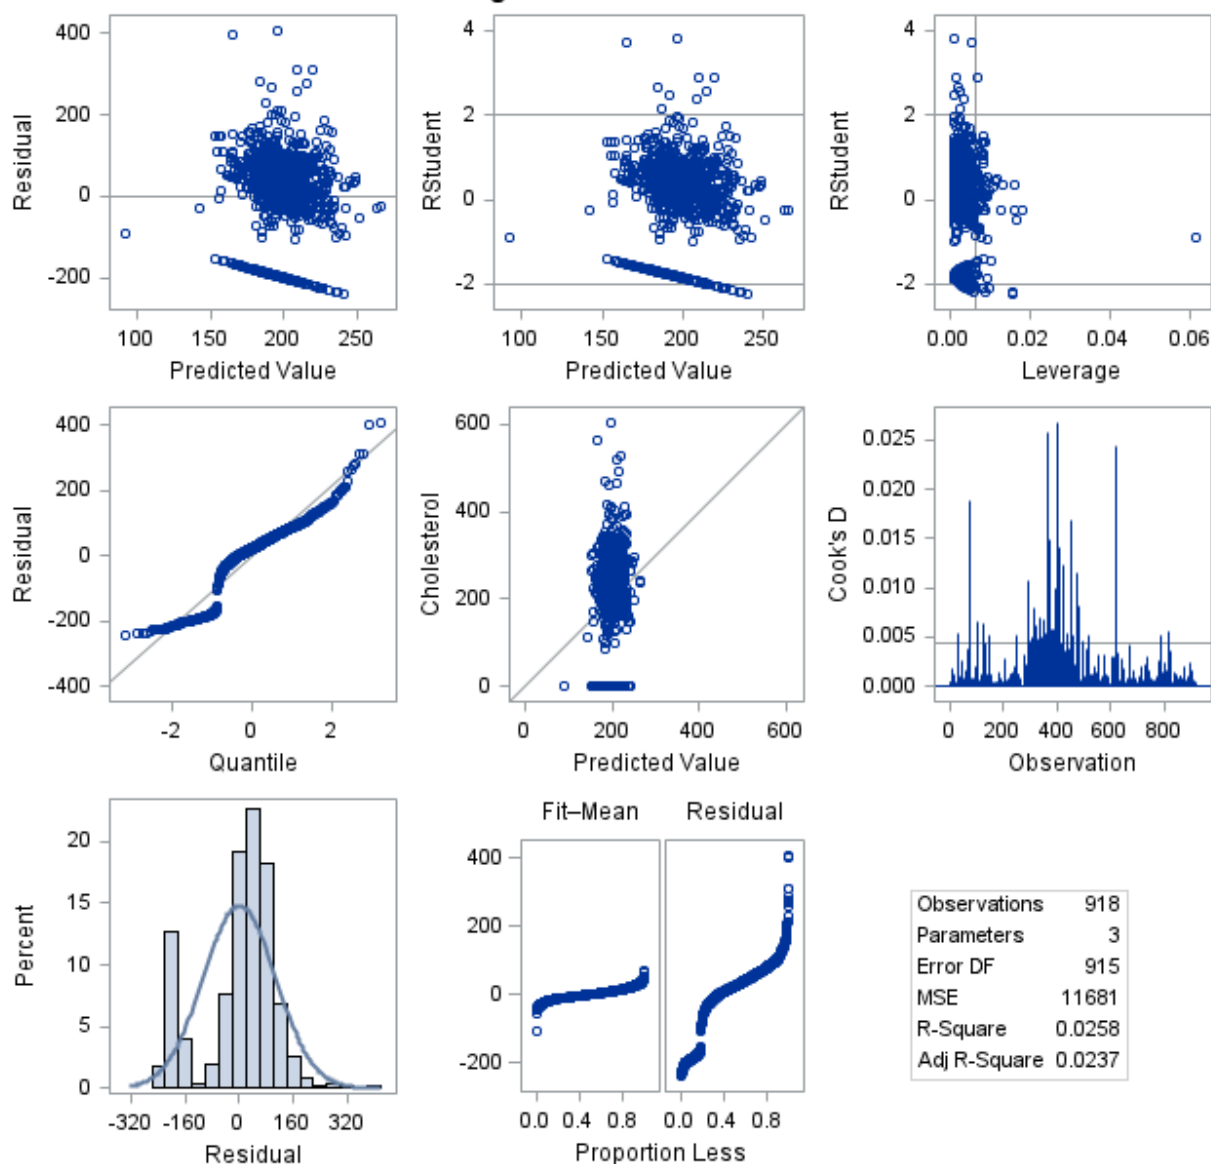 400
200
0
-200
Residual
100 150 200 250
Predicted Value
4
2
0
-2
RStudent
100 150 200 250
Predicted Value
4
2
0
-2
RStudent
0.00 0.02 0.04 0.06
Leverage
400
200
0
-200
-400
Residual
-2 0 2
Quantile
600
400
200
0
Cholesterol
0 200 400 600
Predicted Value
0.025
0.020
0.015
0.010
0.005
0.000
Cook's D
0 200 400 600 800
Observation
20
15
10
5
0
Percent
-320 -160 0 160 320
Residual
Fit–Mean Residual
400
200
0
-200
0.0 0.4 0.8 0.0 0.4 0.8
Proportion Less
Observations 918
Parameters 3
Error DF 915
MSE 11681
R-Square 0.0258
Adj R-Square 0.0237